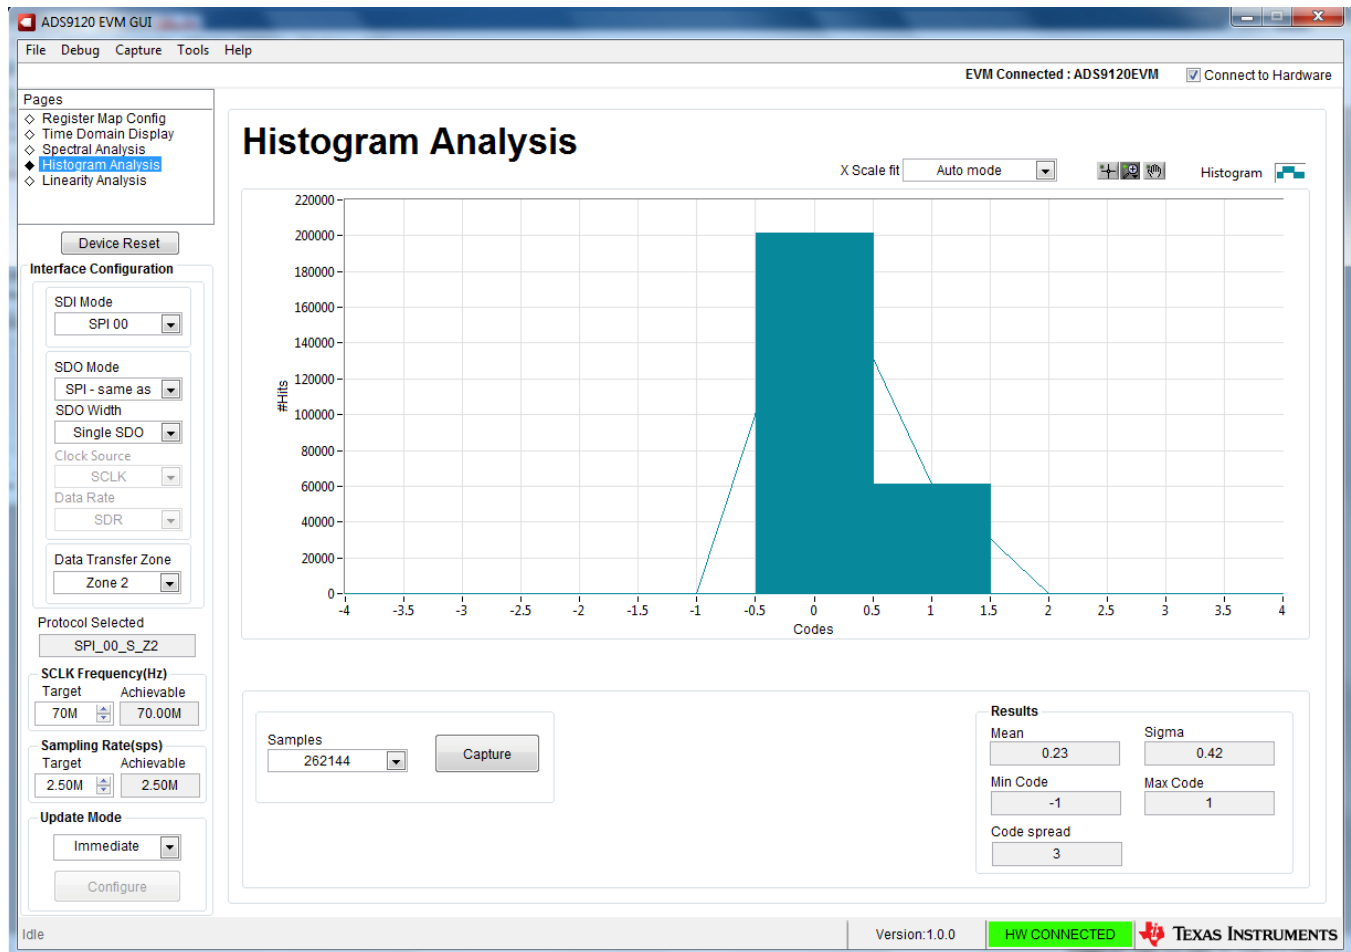 ADS9120 EVM GUI
File Debug Capture Tools Help
EVM Connected : ADS9120EVM Connect to Hardware
Pages
Register Map Config
Time Domain Display
Spectral Analysis
Histogram Analysis
Linearity Analysis
Device Reset
Interface Configuration
SDI Mode
SPI 00
SDO Mode
SPI - same as
SDO Width
Single SDO
Clock Source
SCLK
Data Rate
SDR
Data Transfer Zone
Zone 2
Protocol Selected
SPI_00_S_Z2
SCLK Frequency(Hz)
Target Achievable
70M 70.00M
Sampling Rate(sps)
Target Achievable
2.50M 2.50M
Update Mode
Immediate
Configure
Histogram Analysis
X Scale fit Auto mode Histogram
220000
200000
180000
160000
140000
120000
100000
80000
60000
40000
20000
0
#Hits
-4 -3.5 -3 -2.5 -2 -1.5 -1 -0.5 0 0.5 1 1.5 2 2.5 3 3.5 4
Codes
Samples
262144
Capture
Results
Mean Sigma
0.23 0.42
Min Code Max Code
-1 1
Code spread
3
Idle Version:1.0.0 HW CONNECTED TEXAS INSTRUMENTS